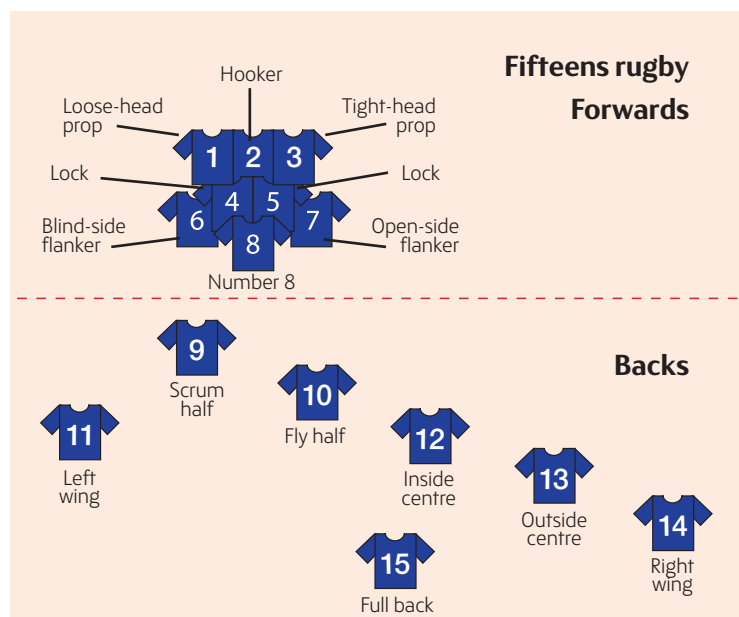 Fifteens rugby
Forwards
Hooker
Loose-head
prop
Tight-head
prop
1
2
3
Lock
Lock
4
5
6
7
Blind-side
flanker
Open-side
flanker
8
Number 8
Backs
9
Scrum
half
10
Fly half
11
Left
wing
12
Inside
centre
13
Outside
centre
14
Right
wing
15
Full back